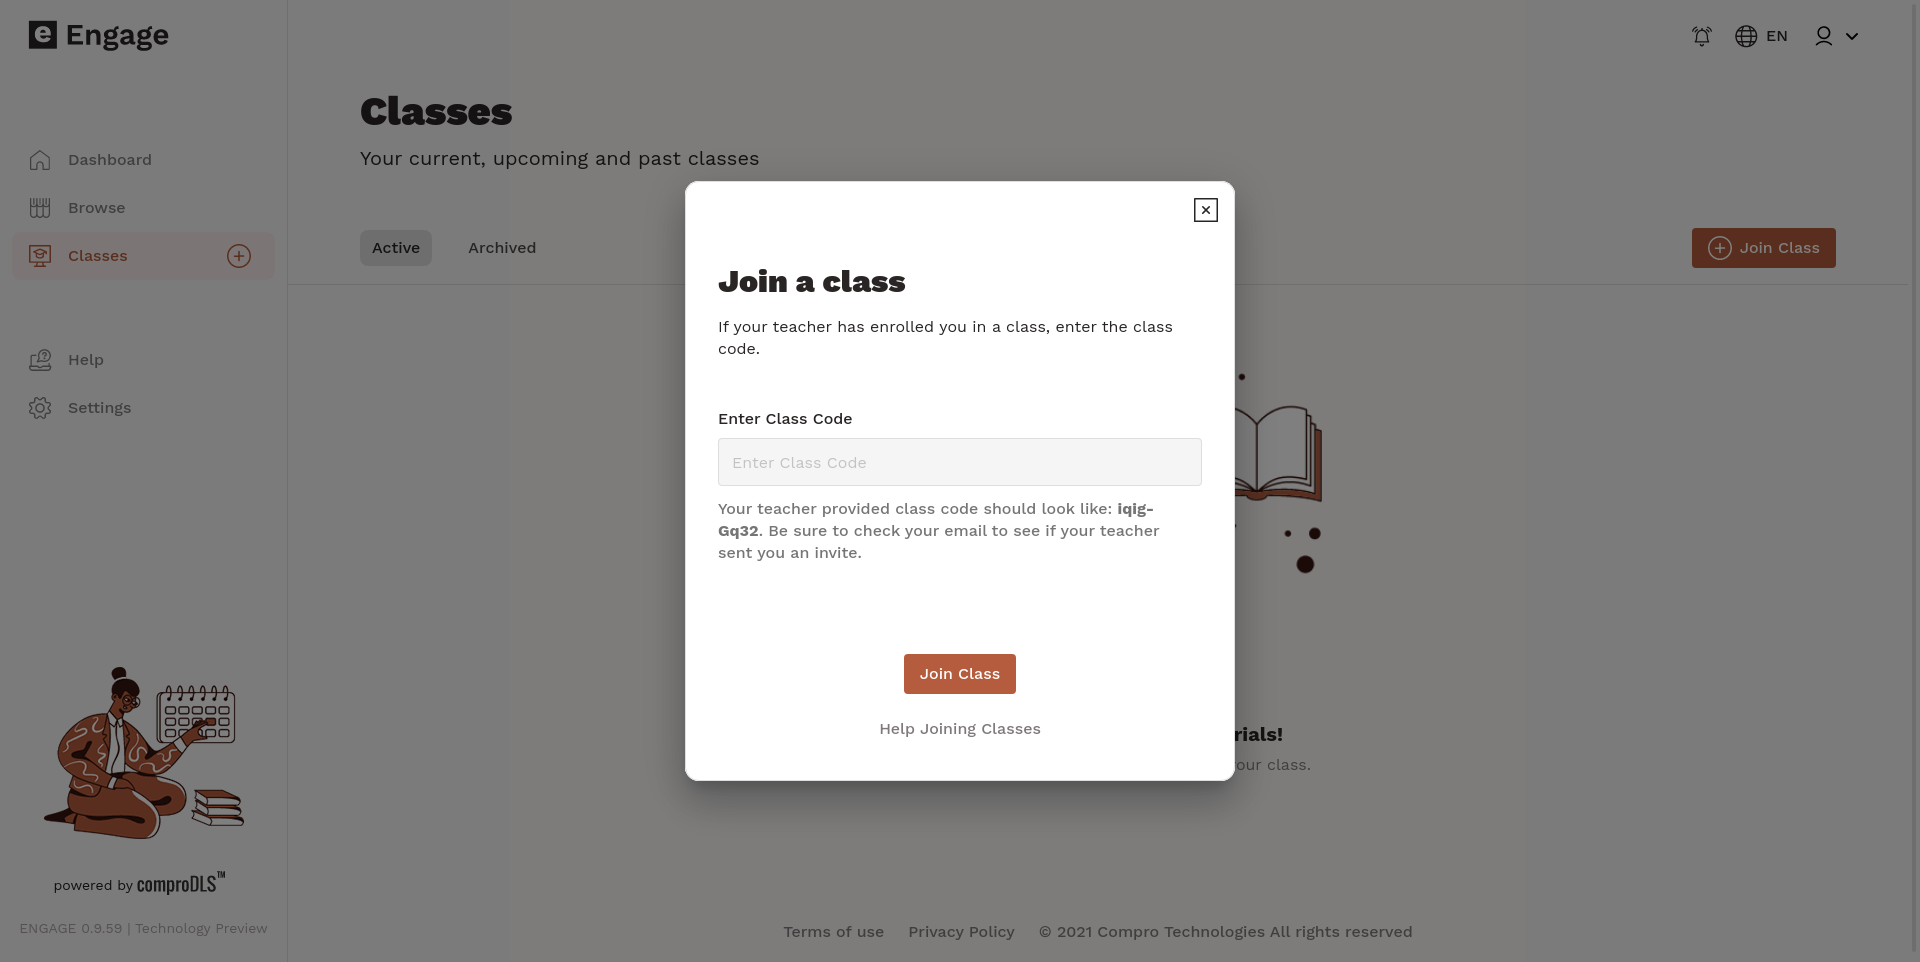 e Engage
EN
Classes
Your current, upcoming and past classes
Dashboard
Browse
Classes
Help
Settings
Active
Archived
Join Class
Join a class
If your teacher has enrolled you in a class, enter the class
code.
Enter Class Code
Enter Class Code
Your teacher provided class code should look like: iqig-
Gq32. Be sure to check your email to see if your teacher
sent you an invite.
Join Class
Help Joining Classes
class.
powered by comproDLS™
ENGAGE 0.9.59 | Technology Preview
Terms of use
Privacy Policy
© 2021 Compro Technologies All rights reserved